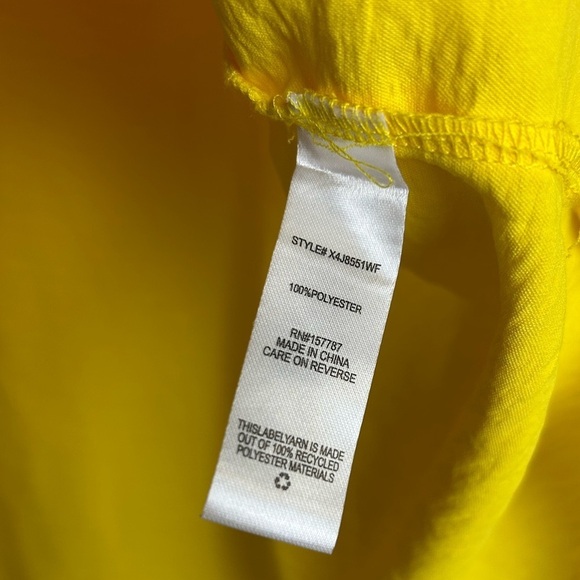 STYLE# X4J8551WF
100%POLYESTER
RN#157787
MADE IN CHINA
CARE ON REVERSE
THISLABELYARN IS MADE
OUT OF 100% RECYCLED
POLYESTER MATERIALS